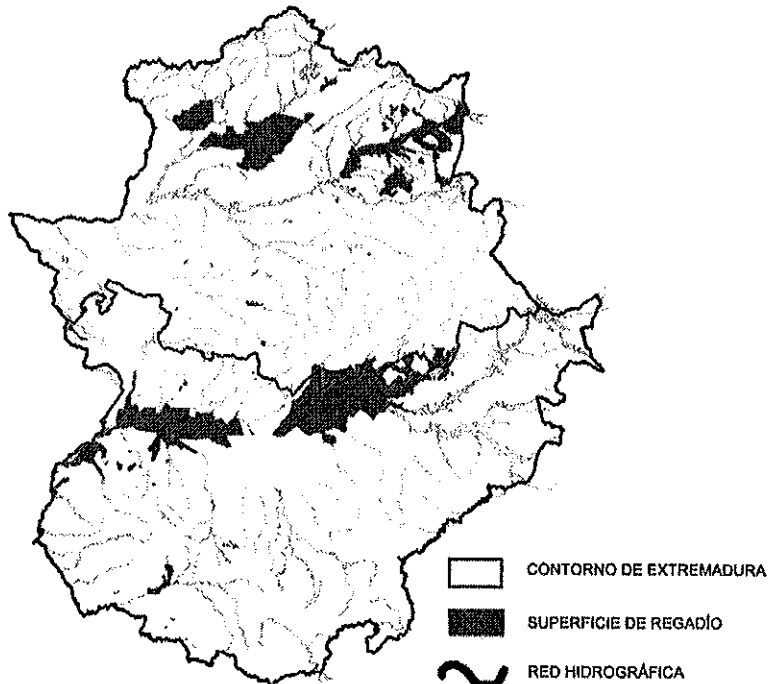 CONTORNO DE EXTREMADURA
SUPERFICIE DE REGADÍO
RED HIDROGRÁFICA